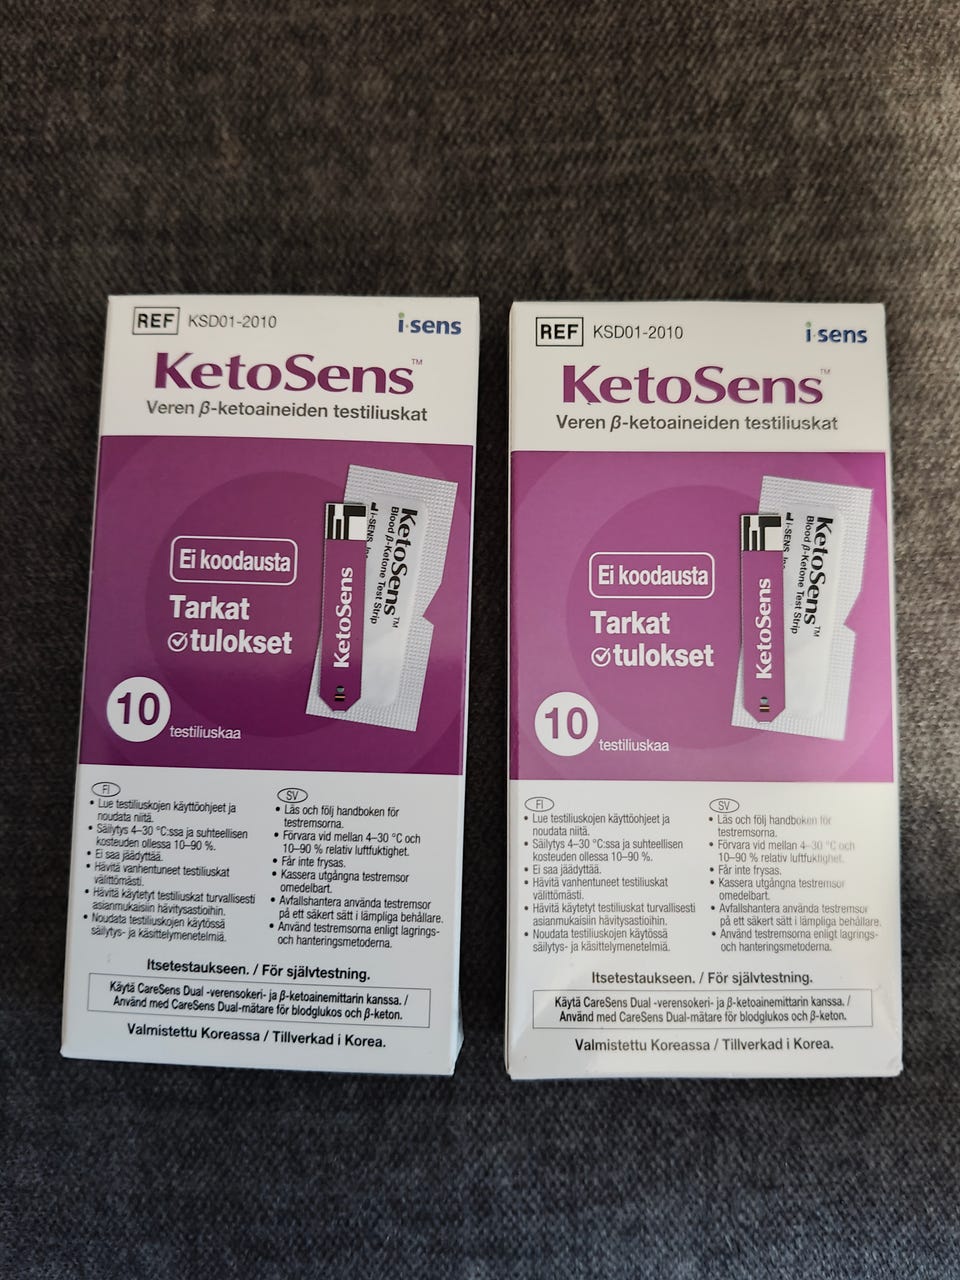 REF KSD01-2010
i-sens
KetoSens™
Veren β-ketoaineiden testiliuskat
Ei koodausta
Tarkat
tulokset
10
testiliuskaa
KetoSens
KetoSens™
Blood β-Ketone Test Strip
i-SENS, Inc.
FI
• Lue testiliuskojen käyttöohjeet ja
noudata niitä.
• Säilytys 4–30 °C:ssa ja suhteellisen
kosteuden ollessa 10–90 %.
• Ei saa jäädyttää.
• Hävitä vanhentuneet testiliuskat
välittömästi.
• Hävitä käytetyt testiliuskat turvallisesti
asianmukaisiin hävitysastioihin.
• Noudata testiliuskojen käytössä
säilytys- ja käsittelymenetelmiä.
SV
• Läs och följ handboken för
testremsorna.
• Förvara vid mellan 4–30 °C och
10–90 % relativ luftfuktighet.
• Får inte frysas.
• Kassera utgångna testremsor
omedelbart.
• Avfallshantera använda testremsor
på ett säkert sätt i lämpliga behållare.
• Använd testremsorna enligt lagrings-
och hanteringsmetoderna.
Itsetestaukseen. / För självtestning.
Käytä CareSens Dual -verensokeri- ja β-ketoainemittarin kanssa. /
Använd med CareSens Dual-mätare för blodglukos och β-keton.
Valmistettu Koreassa / Tillverkad i Korea.
REF KSD01-2010
i-sens
KetoSens™
Veren β-ketoaineiden testiliuskat
Ei koodausta
Tarkat
tulokset
10
testiliuskaa
KetoSens
KetoSens™
Blood β-Ketone Test Strip
i-SENS
FI
• Lue testiliuskojen käyttöohjeet ja
noudata niitä.
• Säilytys 4–30 °C:ssa ja suhteellisen
kosteuden ollessa 10–90 %.
• Ei saa jäädyttää.
• Hävitä vanhentuneet testiliuskat
välittömästi.
• Hävitä käytetyt testiliuskat turvallisesti
asianmukaisiin hävitysastioihin.
• Noudata testiliuskojen käytössä
säilytys- ja käsittelymenetelmiä.
SV
• Läs och följ handboken för
testremsorna.
• Förvara vid mellan 4–30 °C och
10–90 % relativ luftfuktighet.
• Får inte frysas.
• Kassera utgångna testremsor
omedelbart.
• Avfallshantera använda testremsor
på ett säkert sätt i lämpliga behållare.
• Använd testremsorna enligt lagrings-
och hanteringsmetoderna.
Itsetestaukseen. / För självtestning.
Käytä CareSens Dual -verensokeri- ja β-ketoainemittarin kanssa. /
Använd med CareSens Dual-mätare för blodglukos och β-keton.
Valmistettu Koreassa / Tillverkad i Korea.